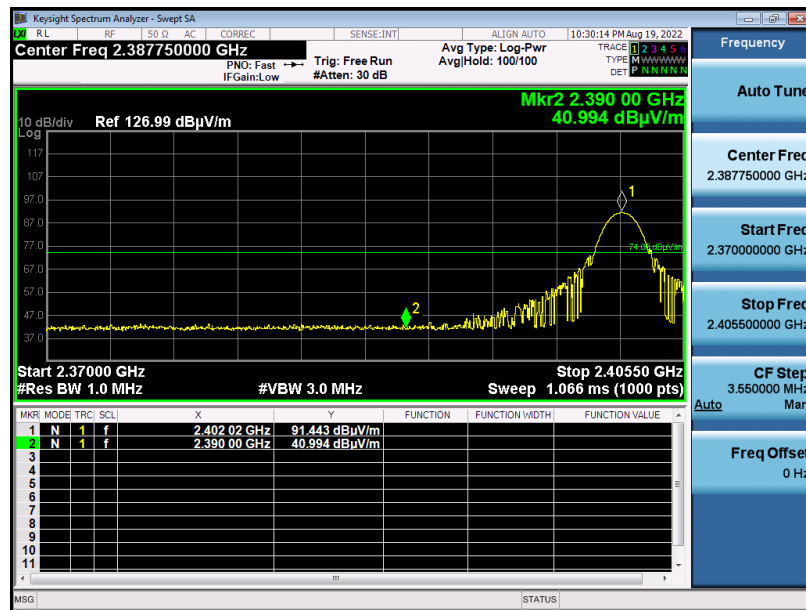 Keysight Spectrum Analyzer - Swept SA
LXI RL RF 50 Ω AC CORREC SENSE:INT ALIGN AUTO 10:30:14 PM Aug 19, 2022
Center Freq 2.387750000 GHz
PNO: Fast
IFGain:Low
Trig: Free Run
#Atten: 30 dB
Avg Type: Log-Pwr
Avg|Hold: 100/100
TRACE 1 2 3 4 5 6
TYPE M W W W W W
DET P N N N N N
Mkr2 2.390 00 GHz
40.994 dBµV/m
10 dB/div Ref 126.99 dBµV/m
Log
117
107
97.0
87.0
77.0
67.0
57.0
47.0
37.0
1
74.00 dBµV/m
2
Start 2.37000 GHz Stop 2.40550 GHz
#Res BW 1.0 MHz #VBW 3.0 MHz Sweep 1.066 ms (1000 pts)
MKR MODE TRC SCL X Y FUNCTION FUNCTION WIDTH FUNCTION VALUE
1 N 1 f 2.402 02 GHz 91.443 dBµV/m
2 N 1 f 2.390 00 GHz 40.994 dBµV/m
3
4
5
6
7
8
9
10
11
MSG STATUS
Frequency
Auto Tune
Center Freq
2.387750000 GHz
Start Freq
2.370000000 GHz
Stop Freq
2.405500000 GHz
CF Step
3.550000 MHz
Auto Man
Freq Offset
0 Hz